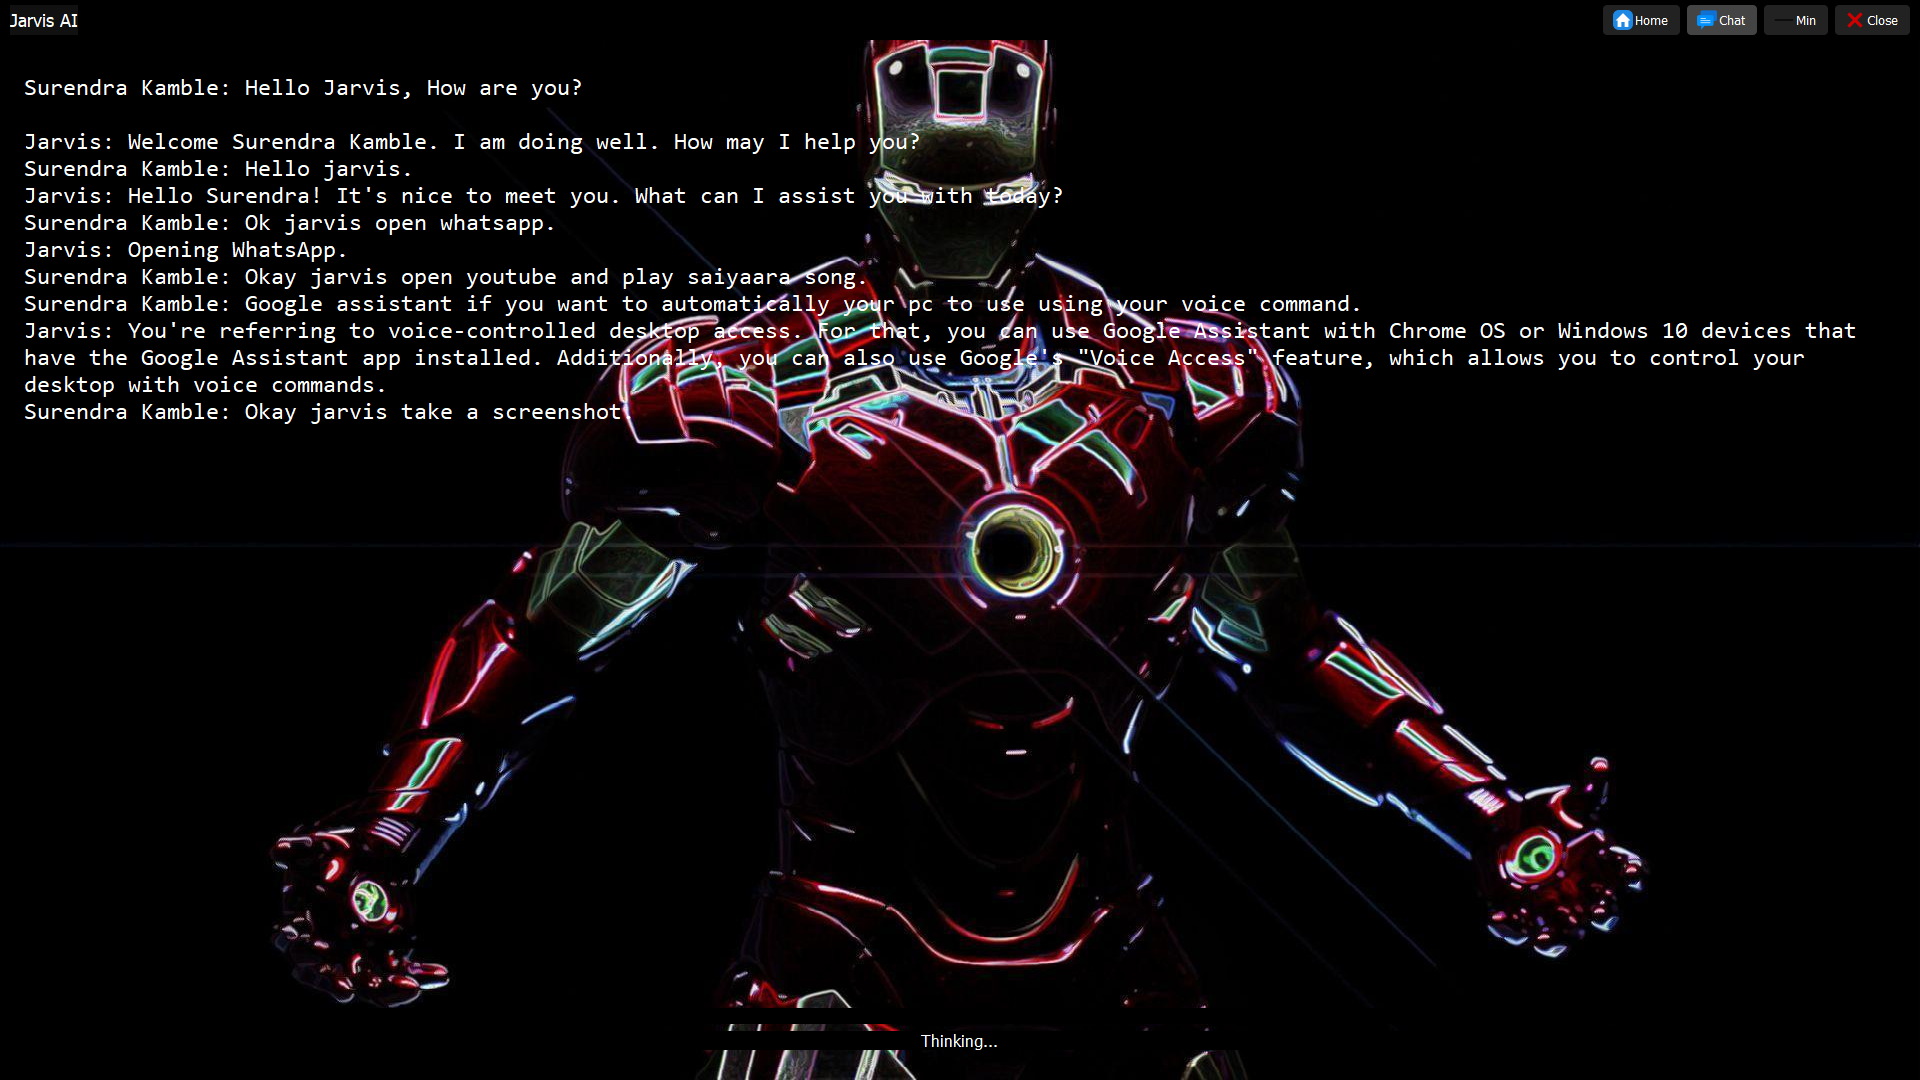 Jarvis AI
Home
Chat
Min
Close
Surendra Kamble: Hello Jarvis, How are you?
Jarvis: Welcome Surendra Kamble. I am doing well. How may I help you?
Surendra Kamble: Hello jarvis.
Jarvis: Hello Surendra! It's nice to meet you. What can I assist you with today?
Surendra Kamble: Ok jarvis open whatsapp.
Jarvis: Opening WhatsApp.
Surendra Kamble: Okay jarvis open youtube and play saiyaara song.
Surendra Kamble: Google assistant if you want to automatically your pc to use using your voice command.
Jarvis: You're referring to voice-controlled desktop access. For that, you can use Google Assistant with Chrome OS or Windows 10 devices that
have the Google Assistant app installed. Additionally, you can also use Google's "Voice Access" feature, which allows you to control your
desktop with voice commands.
Surendra Kamble: Okay jarvis take a screenshot.
Thinking...